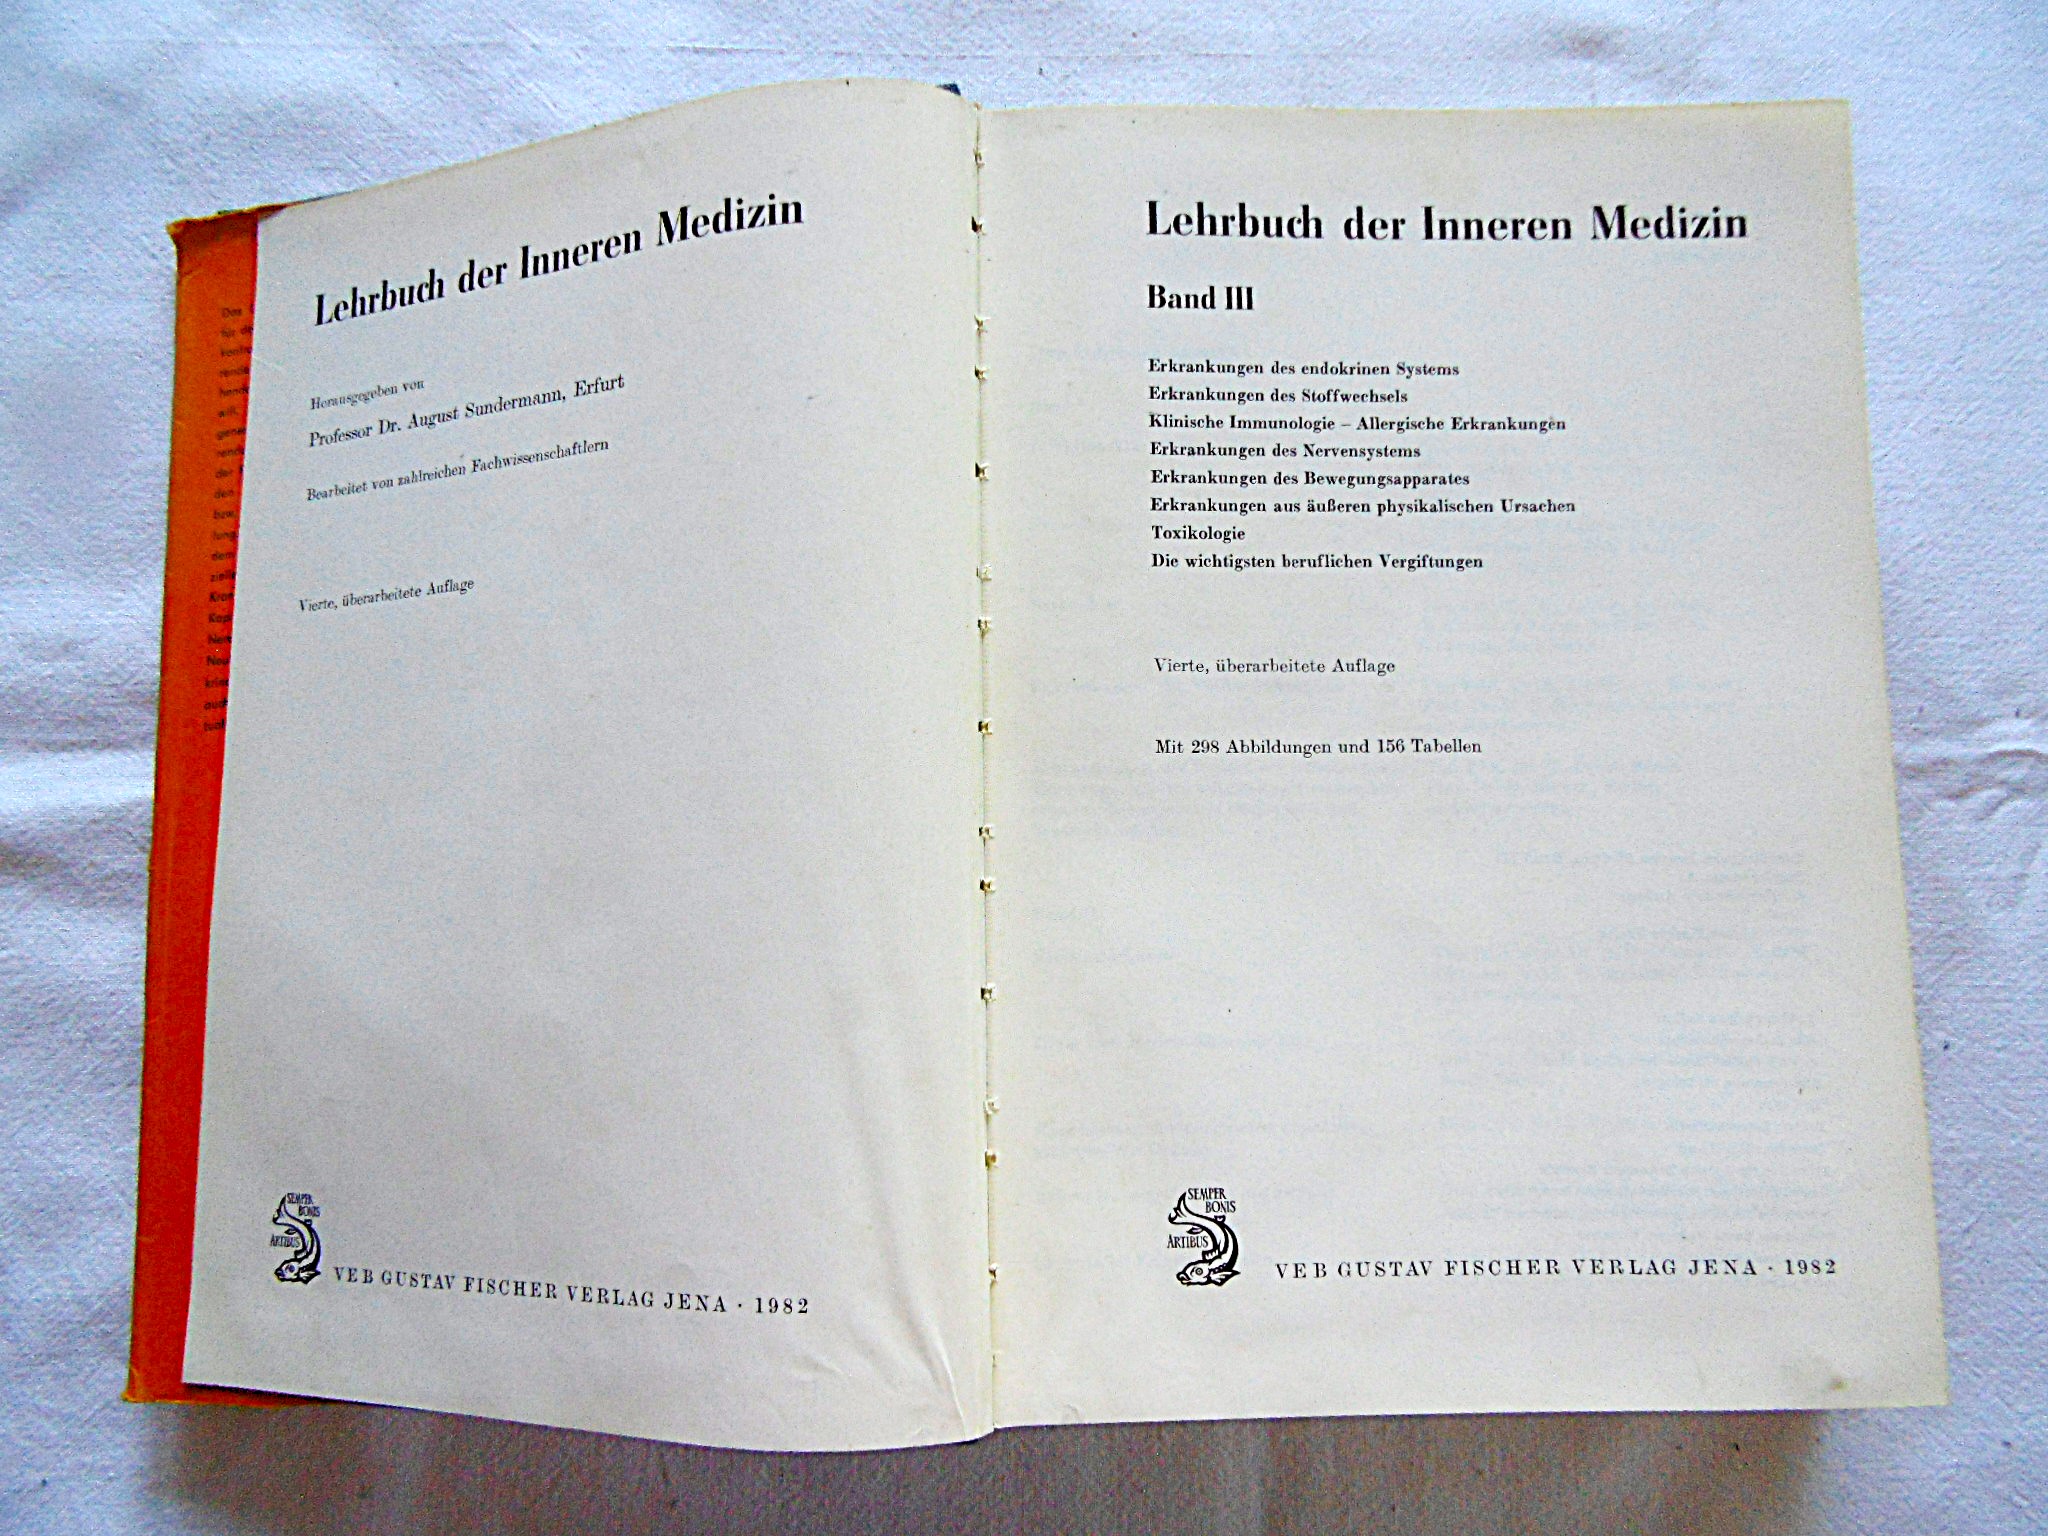 Lehrbuch der Inneren Medizin
Herausgegeben von
Professor Dr. August Sundermann, Erfurt
Bearbeitet von zahlreichen Fachwissenschaftlern
Vierte, überarbeitete Auflage
SEMPER
BONIS
ARTIBUS
VEB GUSTAV FISCHER VERLAG JENA · 1982
Lehrbuch der Inneren Medizin
Band III
Erkrankungen des endokrinen Systems
Erkrankungen des Stoffwechsels
Klinische Immunologie – Allergische Erkrankungen
Erkrankungen des Nervensystems
Erkrankungen des Bewegungsapparates
Erkrankungen aus äußeren physikalischen Ursachen
Toxikologie
Die wichtigsten beruflichen Vergiftungen
Vierte, überarbeitete Auflage
Mit 298 Abbildungen und 156 Tabellen
SEMPER
BONIS
ARTIBUS
VEB GUSTAV FISCHER VERLAG JENA · 1982